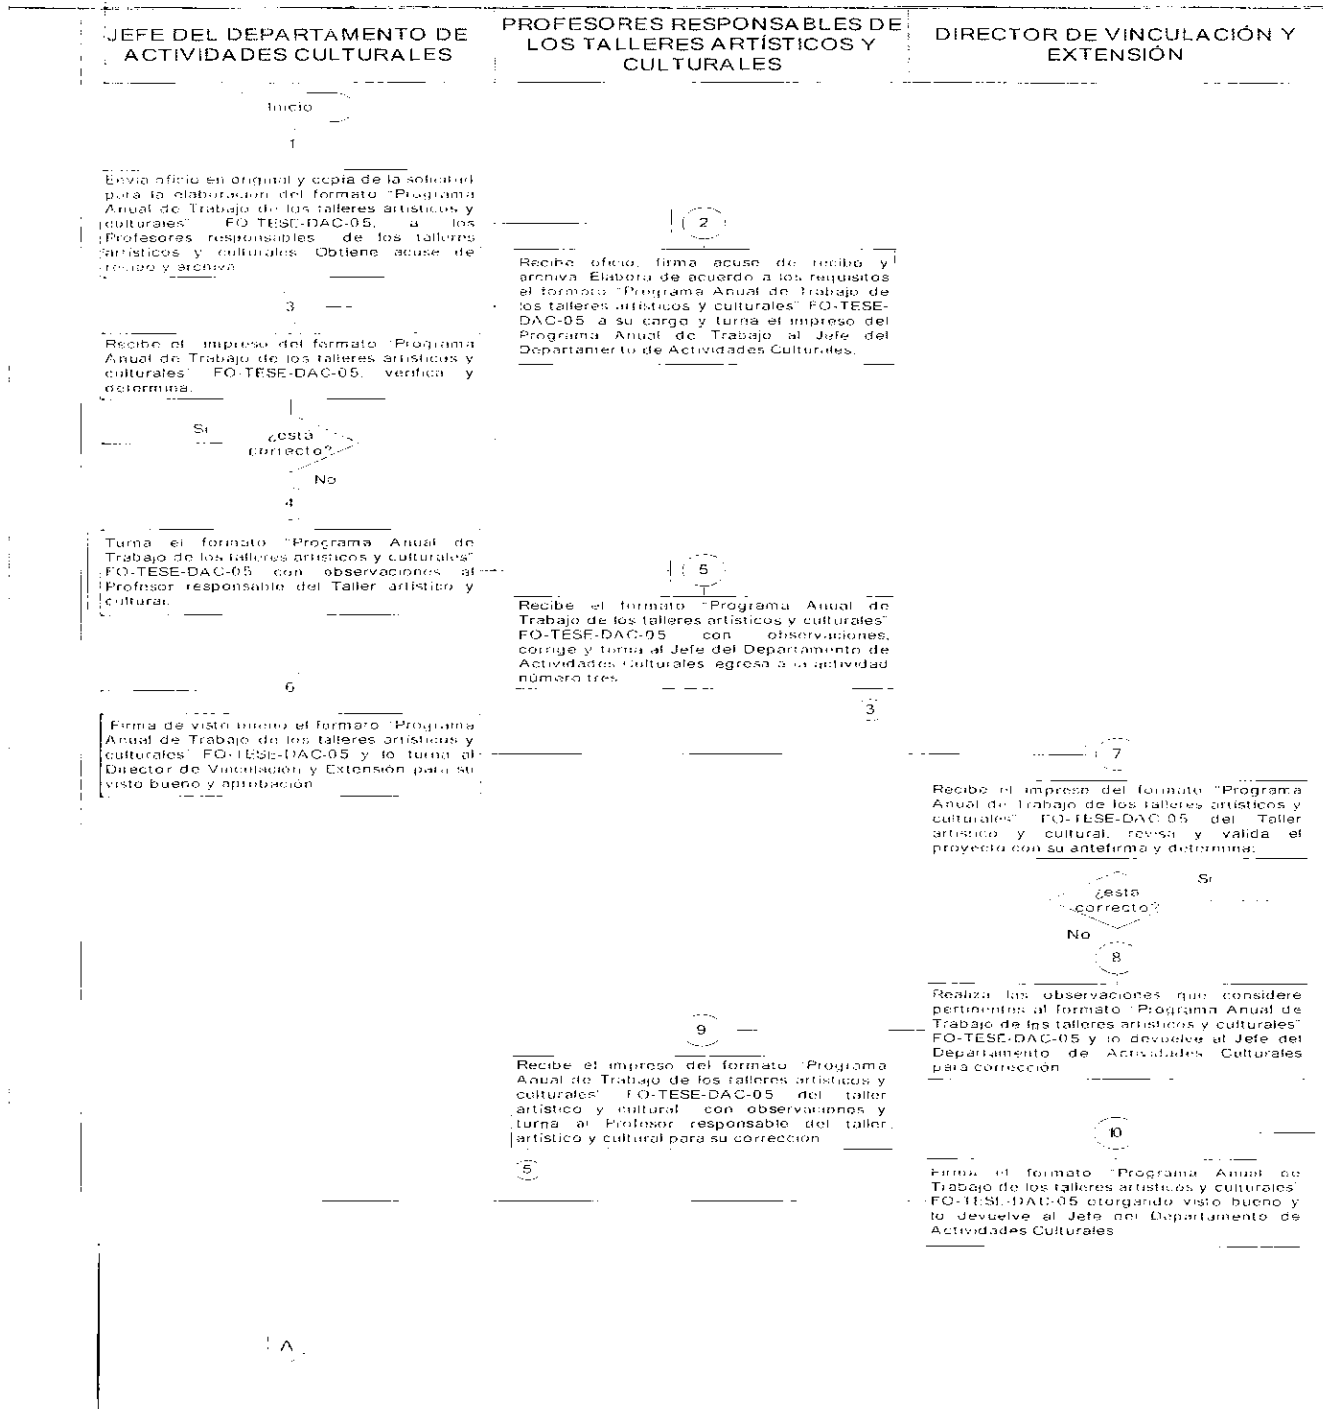 JEFE DEL DEPARTAMENTO DE
ACTIVIDADES CULTURALES
PROFESORES RESPONSABLES DE
LOS TALLERES ARTÍSTICOS Y
CULTURALES
DIRECTOR DE VINCULACIÓN Y
EXTENSIÓN
Inicio
1
Envía oficio en original y copia de la solicitud
para la elaboración del formato "Programa
Anual de Trabajo de los talleres artísticos y
culturales" FO-TESE-DAC-05, a los
Profesores responsables de los talleres
artísticos y culturales. Obtiene acuse de
recibo y archiva.
2
Recibe oficio, firma acuse de recibo y
archiva. Elabora de acuerdo a los requisitos
el formato "Programa Anual de Trabajo de
los talleres artísticos y culturales" FO-TESE-
DAC-05 a su cargo y turna el impreso del
Programa Anual de Trabajo al Jefe del
Departamento de Actividades Culturales.
3
Recibe el impreso del formato "Programa
Anual de Trabajo de los talleres artísticos y
culturales" FO-TESE-DAC-05, verifica y
determina:
¿está
correcto?
Si
No
4
Turna el formato "Programa Anual de
Trabajo de los talleres artísticos y culturales"
FO-TESE-DAC-05 con observaciones al
Profesor responsable del Taller artístico y
cultural.
5
Recibe el formato "Programa Anual de
Trabajo de los talleres artísticos y culturales"
FO-TESE-DAC-05 con observaciones,
corrige y turna al Jefe del Departamento de
Actividades Culturales egresa a la actividad
número tres
3
6
Firma de visto bueno el formato "Programa
Anual de Trabajo de los talleres artísticos y
culturales" FO-TESE-DAC-05 y lo turna al
Director de Vinculación y Extensión para su
visto bueno y aprobación
7
Recibe el impreso del formato "Programa
Anual de Trabajo de los talleres artísticos y
culturales" FO-TESE-DAC-05 del Taller
artístico y cultural, revisa y valida el
proyecto con su antefirma y determina:
¿esta
correcto?
Si
No
8
Realiza las observaciones que considere
pertinentes al formato "Programa Anual de
Trabajo de los talleres artísticos y culturales"
FO-TESE-DAC-05 y lo devuelve al Jefe del
Departamento de Actividades Culturales
para corrección
9
Recibe el impreso del formato "Programa
Anual de Trabajo de los talleres artísticos y
culturales" FO-TESE-DAC-05 del taller
artístico y cultural con observaciones y
turna al Profesor responsable del taller
artístico y cultural para su corrección
5
10
Firma el formato "Programa Anual de
Trabajo de los talleres artísticos y culturales"
FO-TESE-DAC-05 otorgando visto bueno y
lo devuelve al Jefe del Departamento de
Actividades Culturales
A